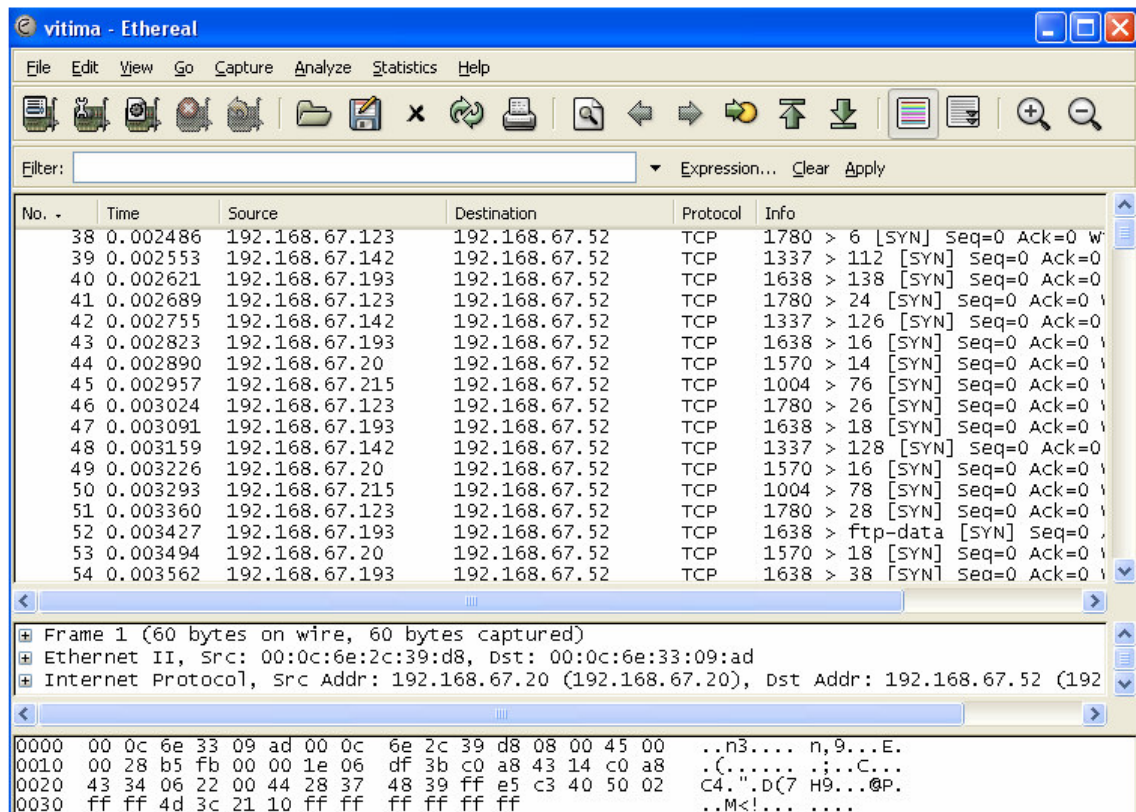 vitima - Ethereal
File Edit View Go Capture Analyze Statistics Help
Filter: Expression... Clear Apply
No. Time Source Destination Protocol Info
38 0.002486 192.168.67.123 192.168.67.52 TCP 1780 > 6 [SYN] Seq=0 Ack=0
39 0.002553 192.168.67.142 192.168.67.52 TCP 1337 > 112 [SYN] Seq=0 Ack=0
40 0.002621 192.168.67.193 192.168.67.52 TCP 1638 > 138 [SYN] Seq=0 Ack=0
41 0.002689 192.168.67.123 192.168.67.52 TCP 1780 > 24 [SYN] Seq=0 Ack=0
42 0.002755 192.168.67.142 192.168.67.52 TCP 1337 > 126 [SYN] Seq=0 Ack=0
43 0.002823 192.168.67.193 192.168.67.52 TCP 1638 > 16 [SYN] Seq=0 Ack=0
44 0.002890 192.168.67.20 192.168.67.52 TCP 1570 > 14 [SYN] Seq=0 Ack=0
45 0.002957 192.168.67.215 192.168.67.52 TCP 1004 > 76 [SYN] Seq=0 Ack=0
46 0.003024 192.168.67.123 192.168.67.52 TCP 1780 > 26 [SYN] Seq=0 Ack=0
47 0.003091 192.168.67.193 192.168.67.52 TCP 1638 > 18 [SYN] Seq=0 Ack=0
48 0.003159 192.168.67.142 192.168.67.52 TCP 1337 > 128 [SYN] Seq=0 Ack=0
49 0.003226 192.168.67.20 192.168.67.52 TCP 1570 > 16 [SYN] Seq=0 Ack=0
50 0.003293 192.168.67.215 192.168.67.52 TCP 1004 > 78 [SYN] Seq=0 Ack=0
51 0.003360 192.168.67.123 192.168.67.52 TCP 1780 > 28 [SYN] Seq=0 Ack=0
52 0.003427 192.168.67.193 192.168.67.52 TCP 1638 > ftp-data [SYN] Seq=0
53 0.003494 192.168.67.20 192.168.67.52 TCP 1570 > 18 [SYN] Seq=0 Ack=0
54 0.003562 192.168.67.193 192.168.67.52 TCP 1638 > 38 [SYN] Seq=0 Ack=0
Frame 1 (60 bytes on wire, 60 bytes captured)
Ethernet II, Src: 00:0c:6e:2c:39:d8, Dst: 00:0c:6e:33:09:ad
Internet Protocol, Src Addr: 192.168.67.20 (192.168.67.20), Dst Addr: 192.168.67.52 (192
0000 00 0c 6e 33 09 ad 00 0c 6e 2c 39 d8 08 00 45 00 ..n3.... n,9...E.
0010 00 28 b5 fb 00 00 1e 06 df 3b c0 a8 43 14 c0 a8 .(...... .;..C...
0020 43 34 06 22 00 44 28 37 48 39 ff e5 c3 40 50 02 C4.".D(7 H9...@P.
0030 ff ff 4d 3c 21 10 ff ff ff ff ff ff ..M<!... ....